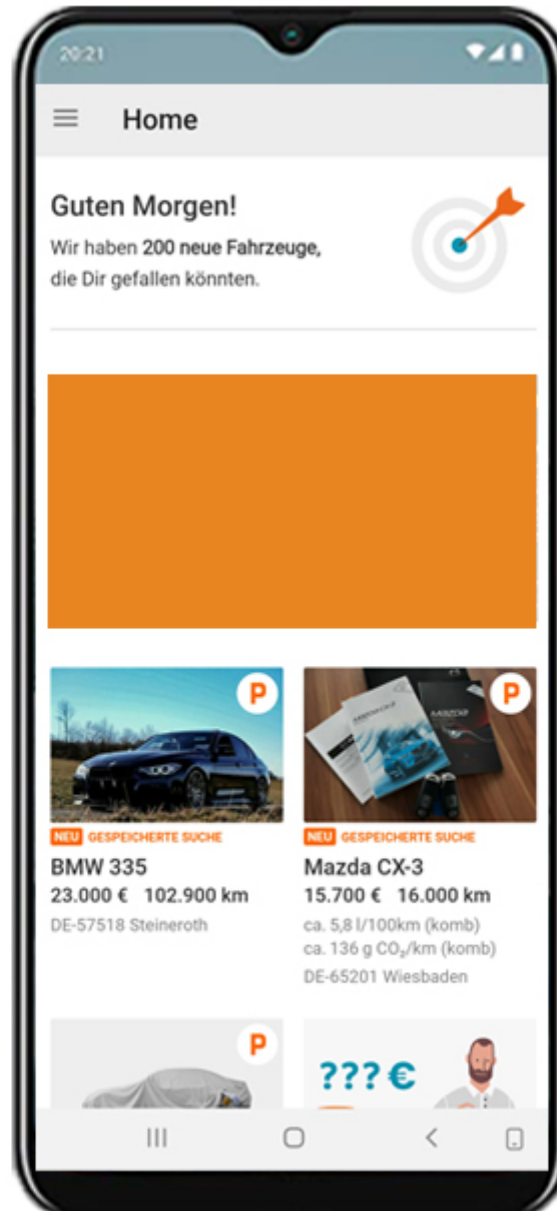 20:21
Home
Guten Morgen!
Wir haben 200 neue Fahrzeuge,
die Dir gefallen könnten.
P
P
MAZDA
NEU GESPEICHERTE SUCHE
NEU GESPEICHERTE SUCHE
BMW 335
Mazda CX-3
23.000 € 102.900 km
15.700 € 16.000 km
DE-57518 Steineroth
ca. 5,8 l/100km (komb)
ca. 136 g CO₂/km (komb)
DE-65201 Wiesbaden
P
??? €